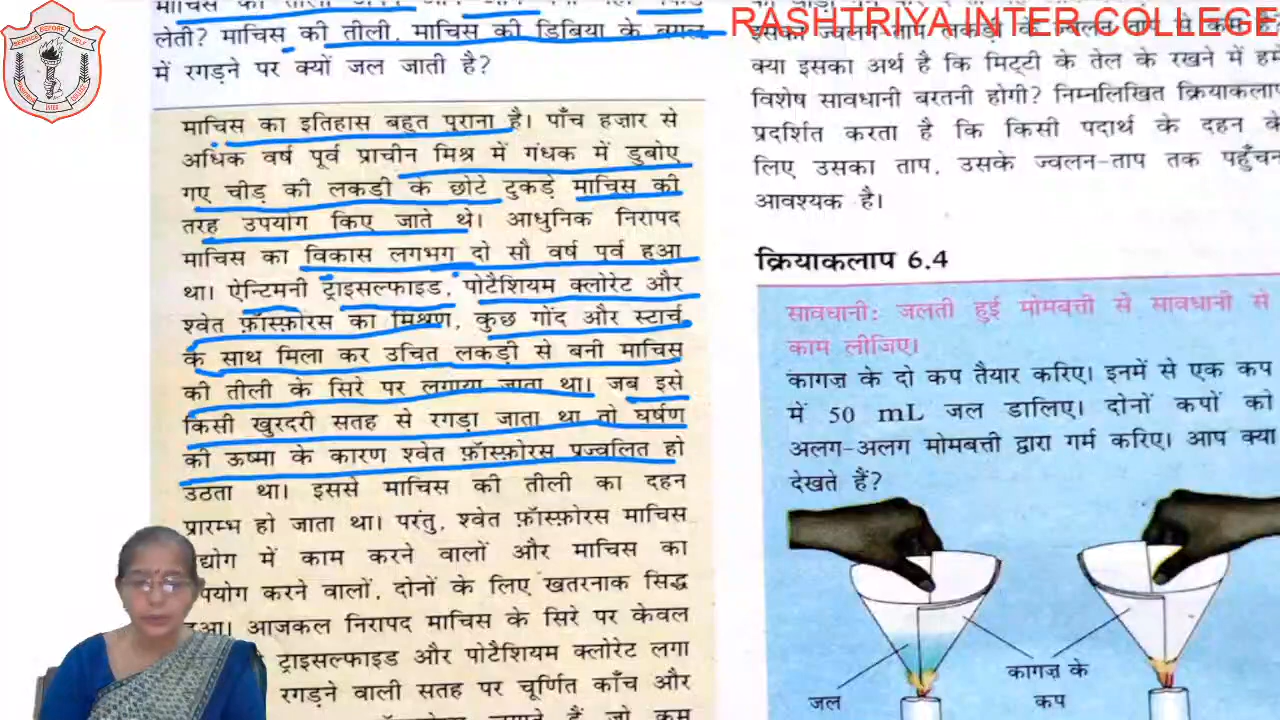 RASHTRIYA INTER COLLEGE
लेती? माचिस की तीली, माचिस की डिबिया के बगल
में रगड़ने पर क्यों जल जाती है?
माचिस का इतिहास बहुत पुराना है। पाँच हज़ार से
अधिक वर्ष पूर्व प्राचीन मिश्र में गंधक में डुबोए
गए चीड़ की लकड़ी के छोटे टुकड़े माचिस की
तरह उपयोग किए जाते थे। आधुनिक निरापद
माचिस का विकास लगभग दो सौ वर्ष पूर्व हुआ
था। ऐन्टिमनी ट्राइसल्फाइड, पोटैशियम क्लोरेट और
श्वेत फ़ॉस्फ़ोरस का मिश्रण, कुछ गोंद और स्टार्च
के साथ मिला कर उचित लकड़ी से बनी माचिस
की तीली के सिरे पर लगाया जाता था। जब इसे
किसी खुरदरी सतह से रगड़ा जाता था तो घर्षण
की ऊष्मा के कारण श्वेत फ़ॉस्फ़ोरस प्रज्वलित हो
उठता था। इससे माचिस की तीली का दहन
प्रारम्भ हो जाता था। परंतु, श्वेत फ़ॉस्फ़ोरस माचिस
में काम करने वालों और माचिस का
करने वालों, दोनों के लिए खतरनाक सिद्ध
आजकल निरापद माचिस के सिरे पर केवल
ट्राइसल्फाइड और पोटैशियम क्लोरेट लगा
रगड़ने वाली सतह पर चूर्णित काँच और
इसका ज्वलन ताप लकड़ी के ज्वलन ताप से कम है।
क्या इसका अर्थ है कि मिट्टी के तेल के रखने में
विशेष सावधानी बरतनी होगी? निम्नलिखित
प्रदर्शित करता है कि किसी पदार्थ के दहन के
लिए उसका ताप, उसके ज्वलन-ताप तक
आवश्यक है।
क्रियाकलाप 6.4
सावधानी: जलती हुई मोमबत्ती से सावधानी से
काम लीजिए।
कागज़ के दो कप तैयार करिए। इनमें से एक कप
में 50 mL जल डालिए। दोनों कपों को
अलग-अलग मोमबत्ती द्वारा गर्म करिए। आप क्या
देखते हैं?
जल
कागज़ के
कप